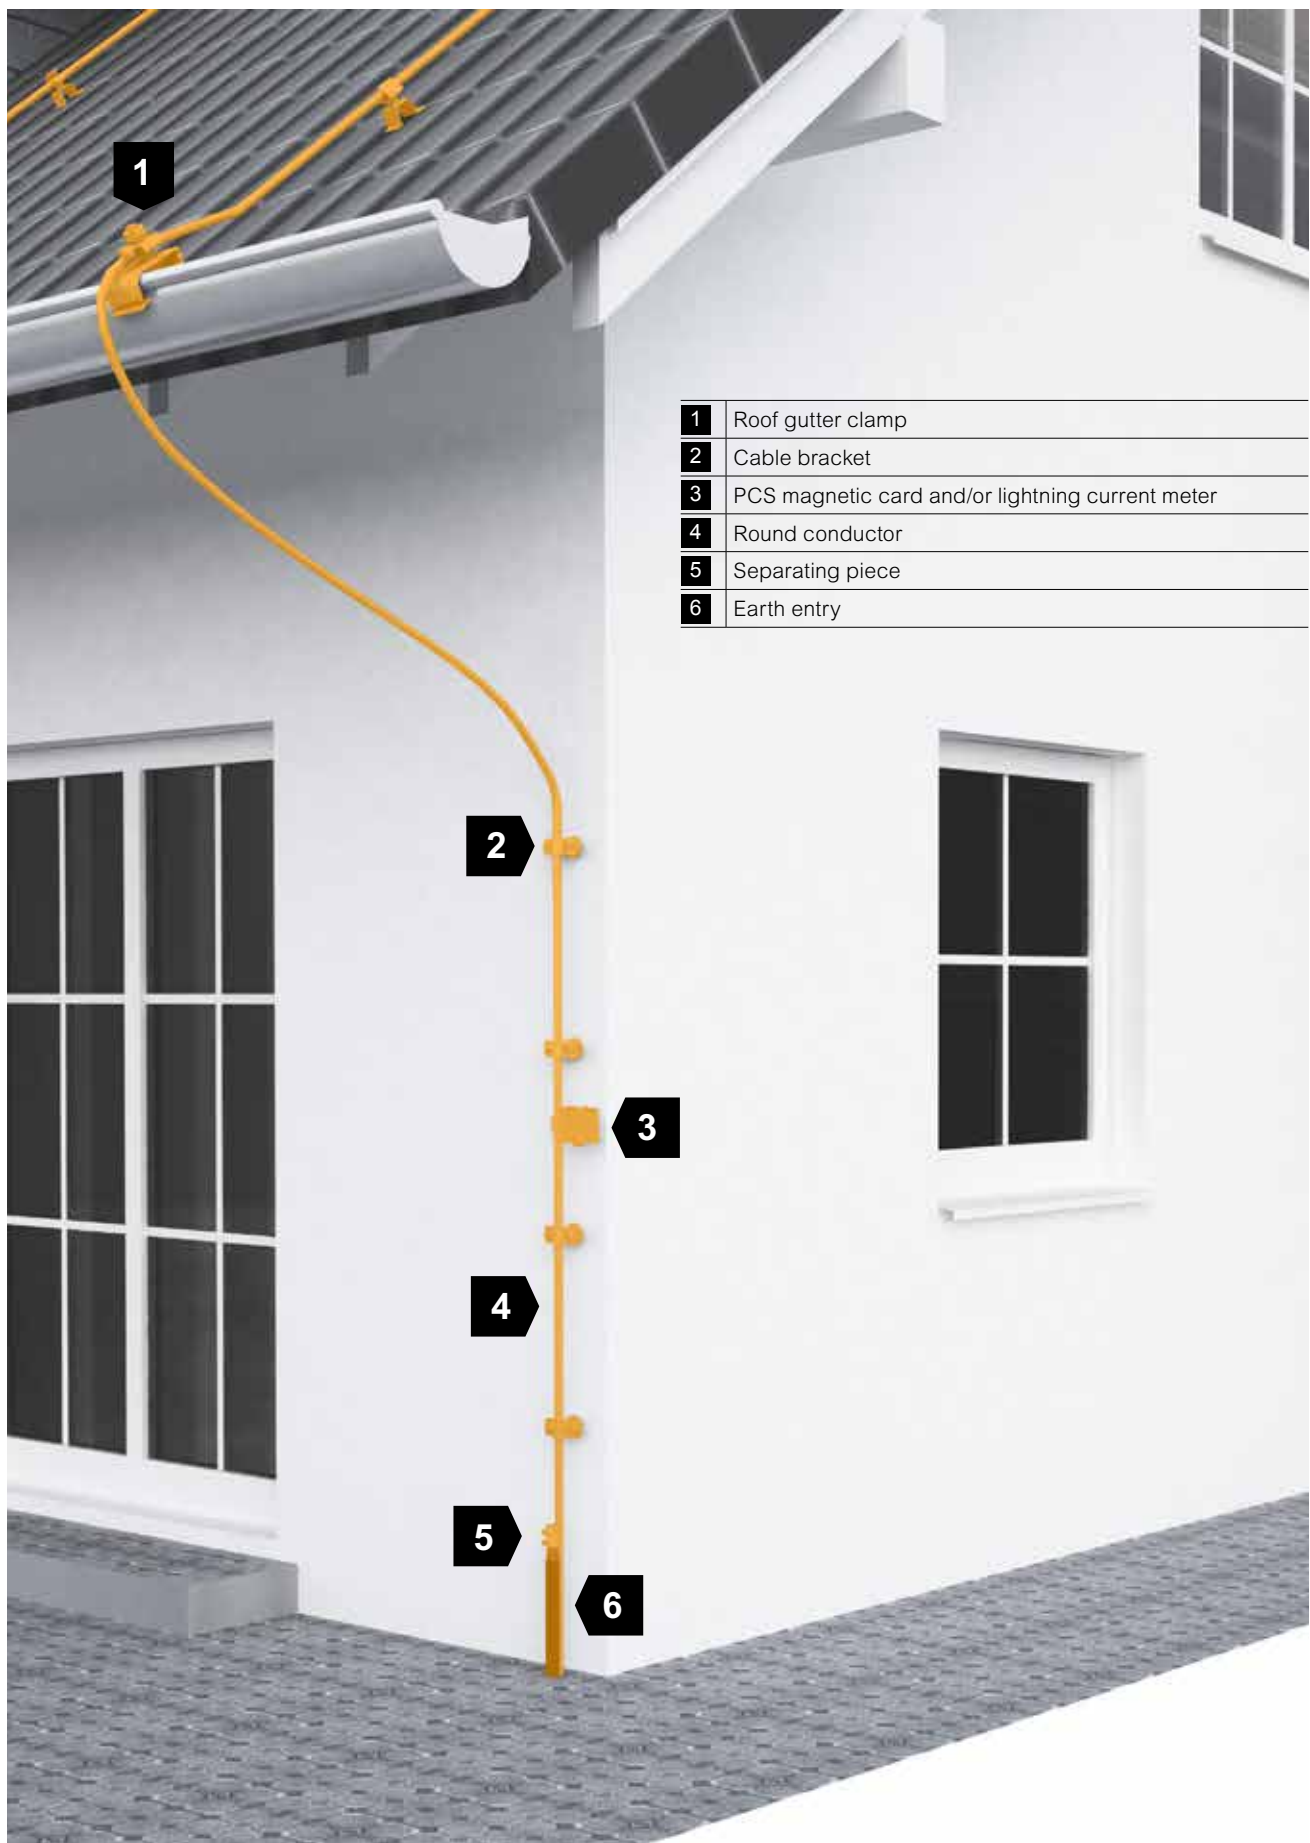 1
1 Roof gutter clamp
2 Cable bracket
3 PCS magnetic card and/or lightning current meter
4 Round conductor
5 Separating piece
6 Earth entry
2
3
4
5
6